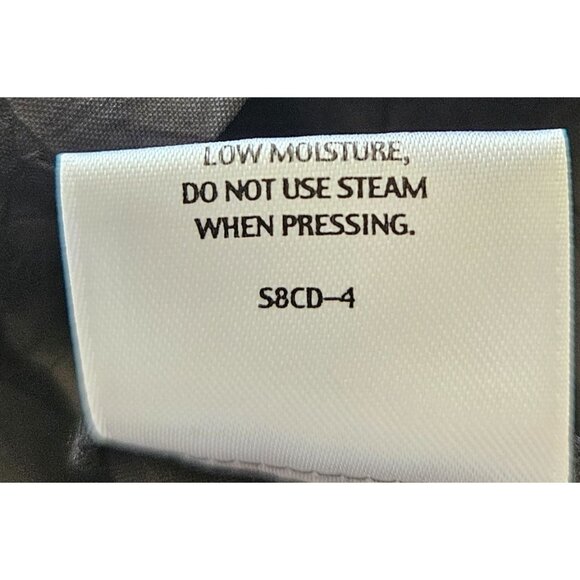 LOW MOISTURE,
DO NOT USE STEAM
WHEN PRESSING.
S8CD-4